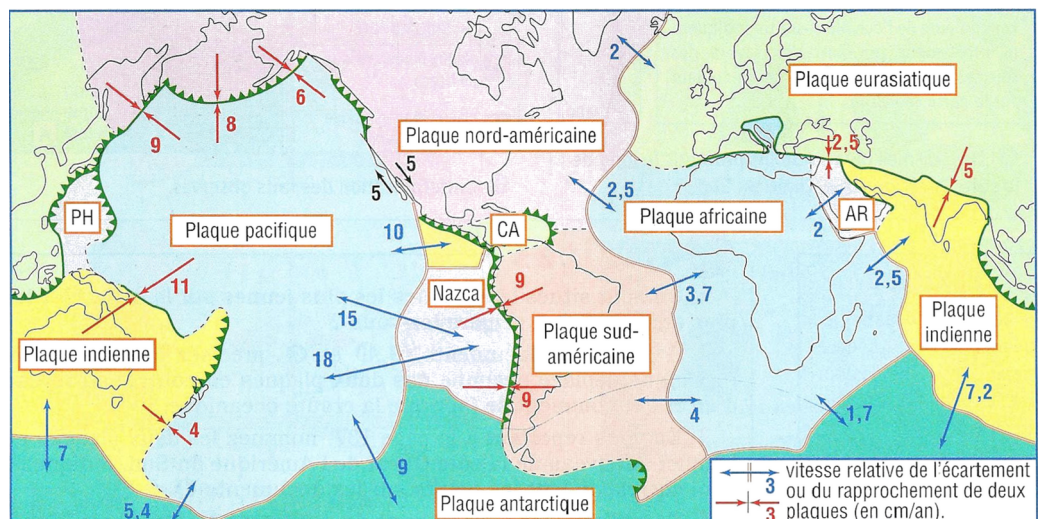 2
Plaque eurasiatique
6
8
9
Plaque nord-américaine
2,5
5
5
5
2,5
PH
Plaque pacifique
10
CA
Plaque africaine
2
AR
11
Nazca
9
3,7
2,5
15
Plaque indienne
18
Plaque sud-
américaine
Plaque
indienne
9
4
4
1,7
7,2
7
9
5,4
Plaque antarctique
vitesse relative de l'écartement
3 ou du rapprochement de deux
3 plaques (en cm/an).